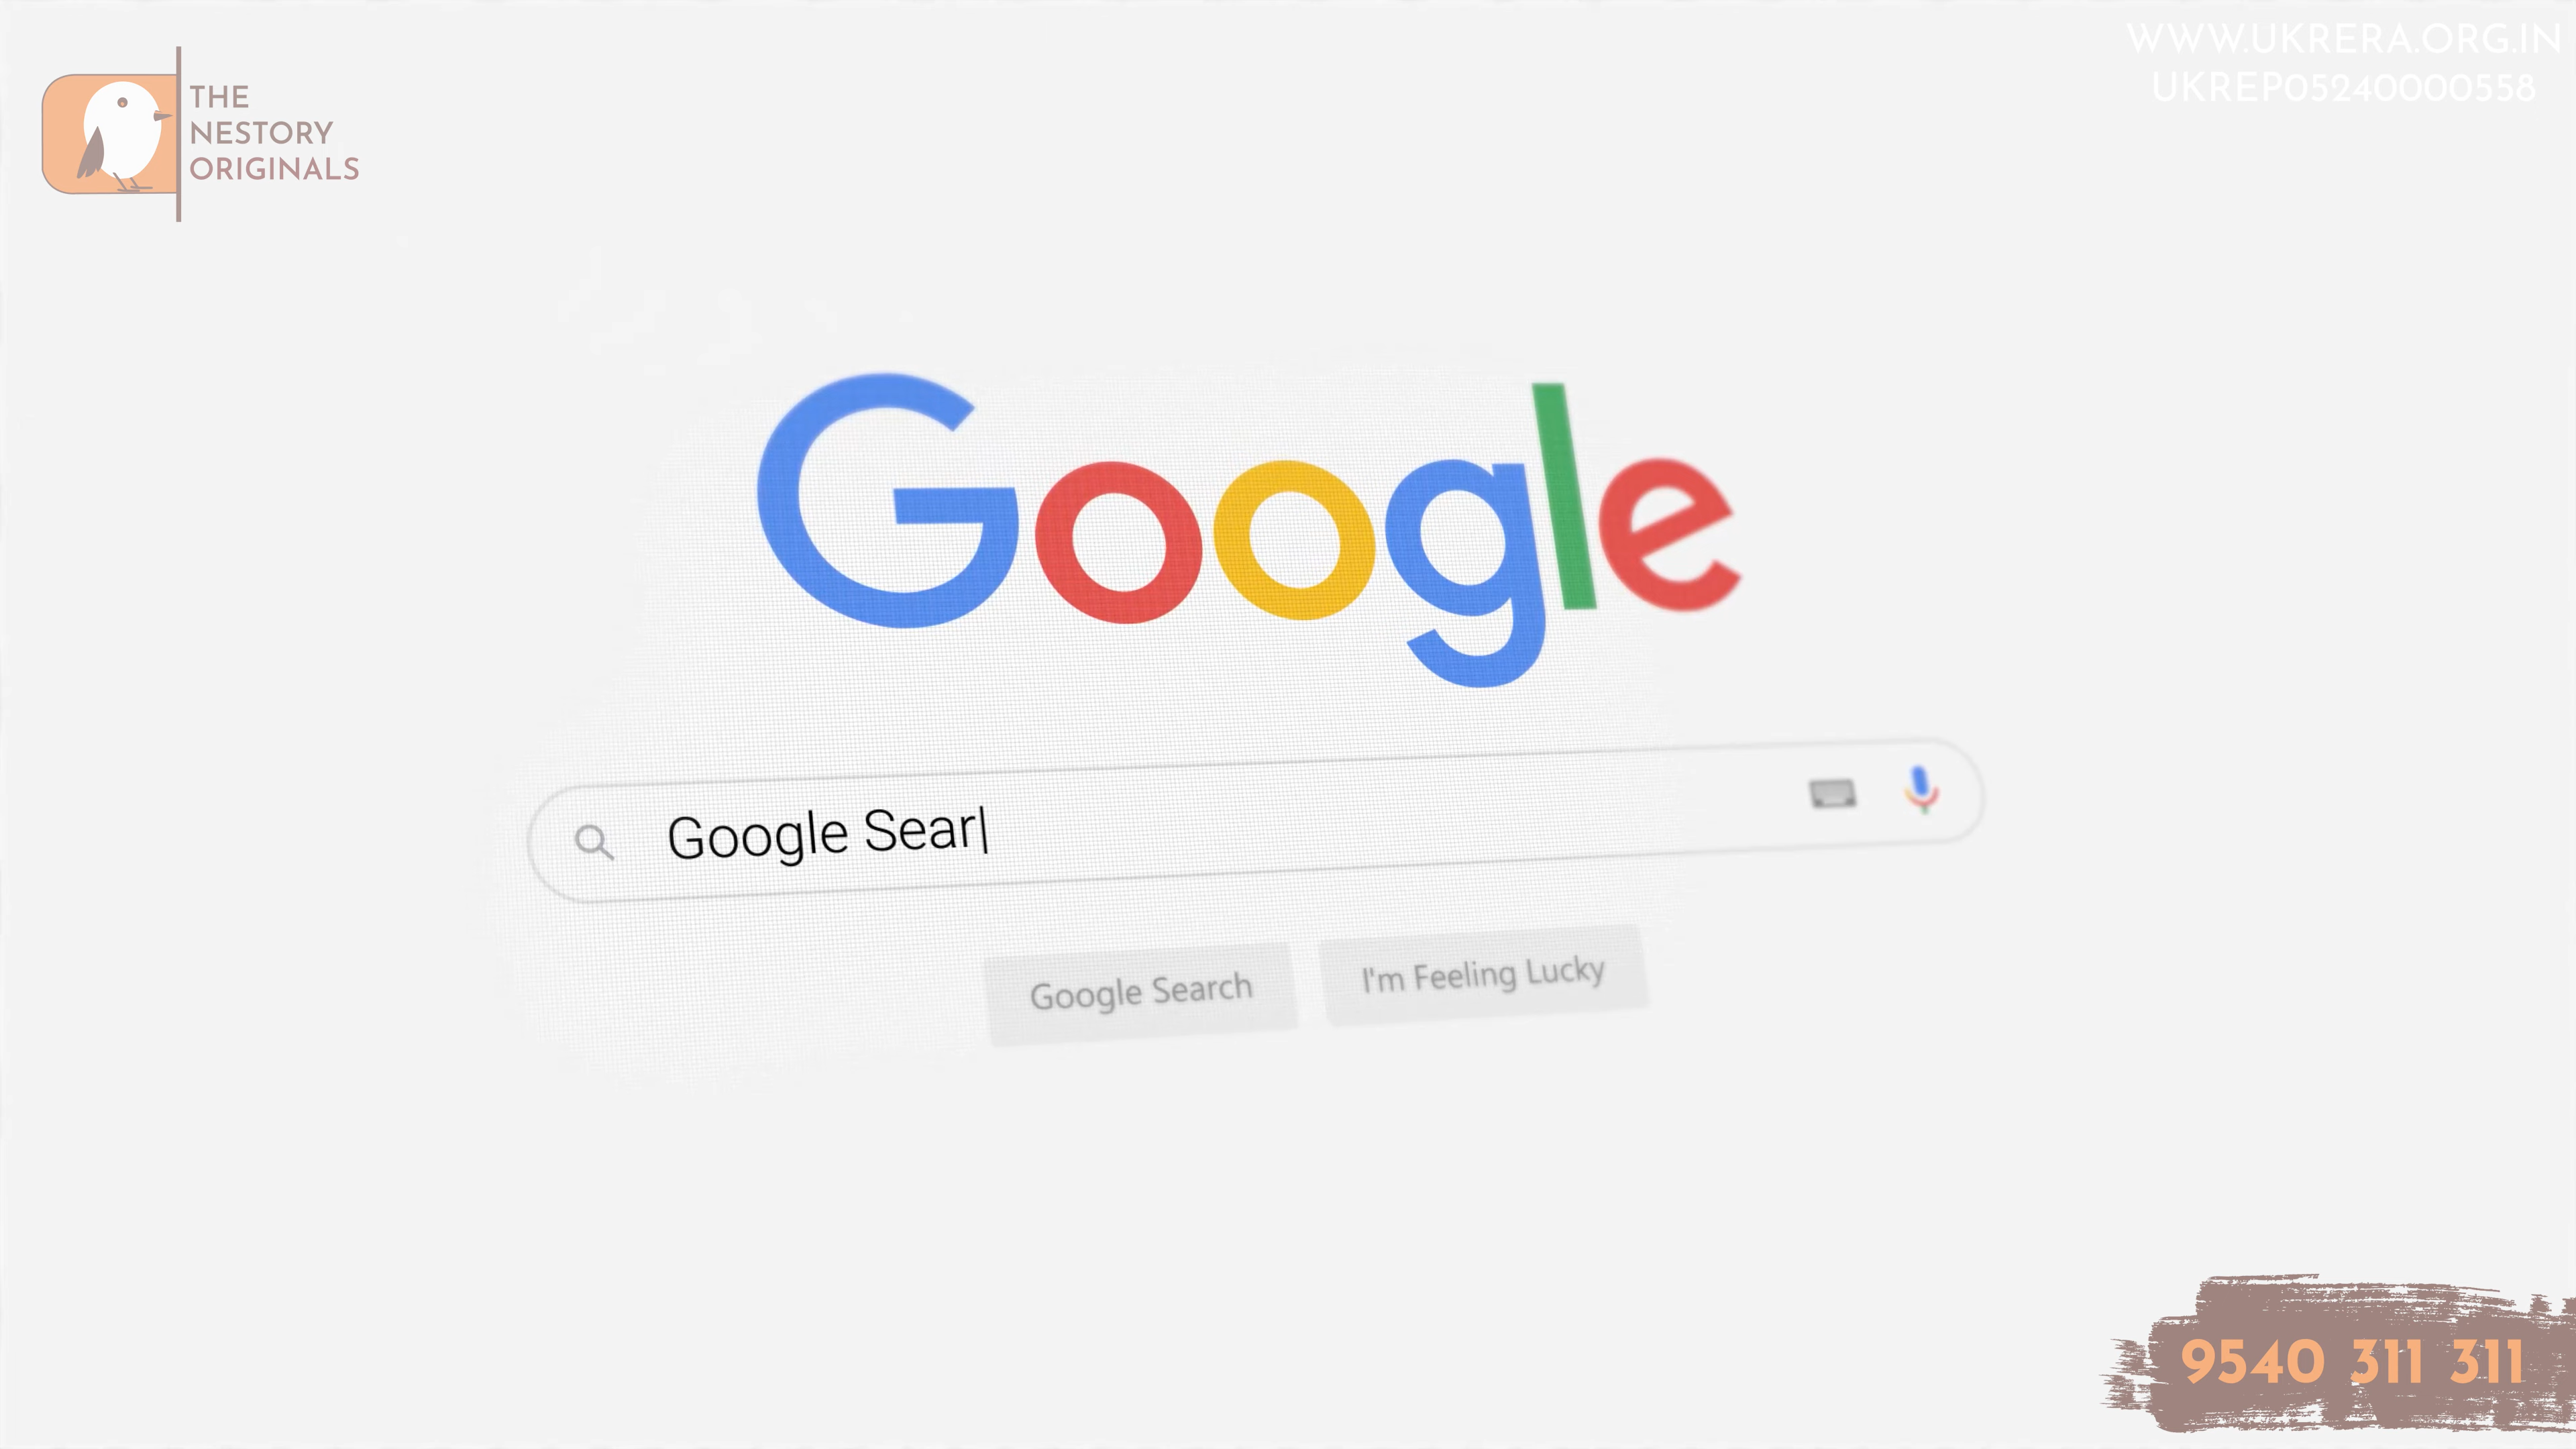 THE
NESTORY
ORIGINALS
WWW.UKRERA.ORG.IN
UKREP05240000558
Google
Google Sear
Google Search
I'm Feeling Lucky
9540 311 311